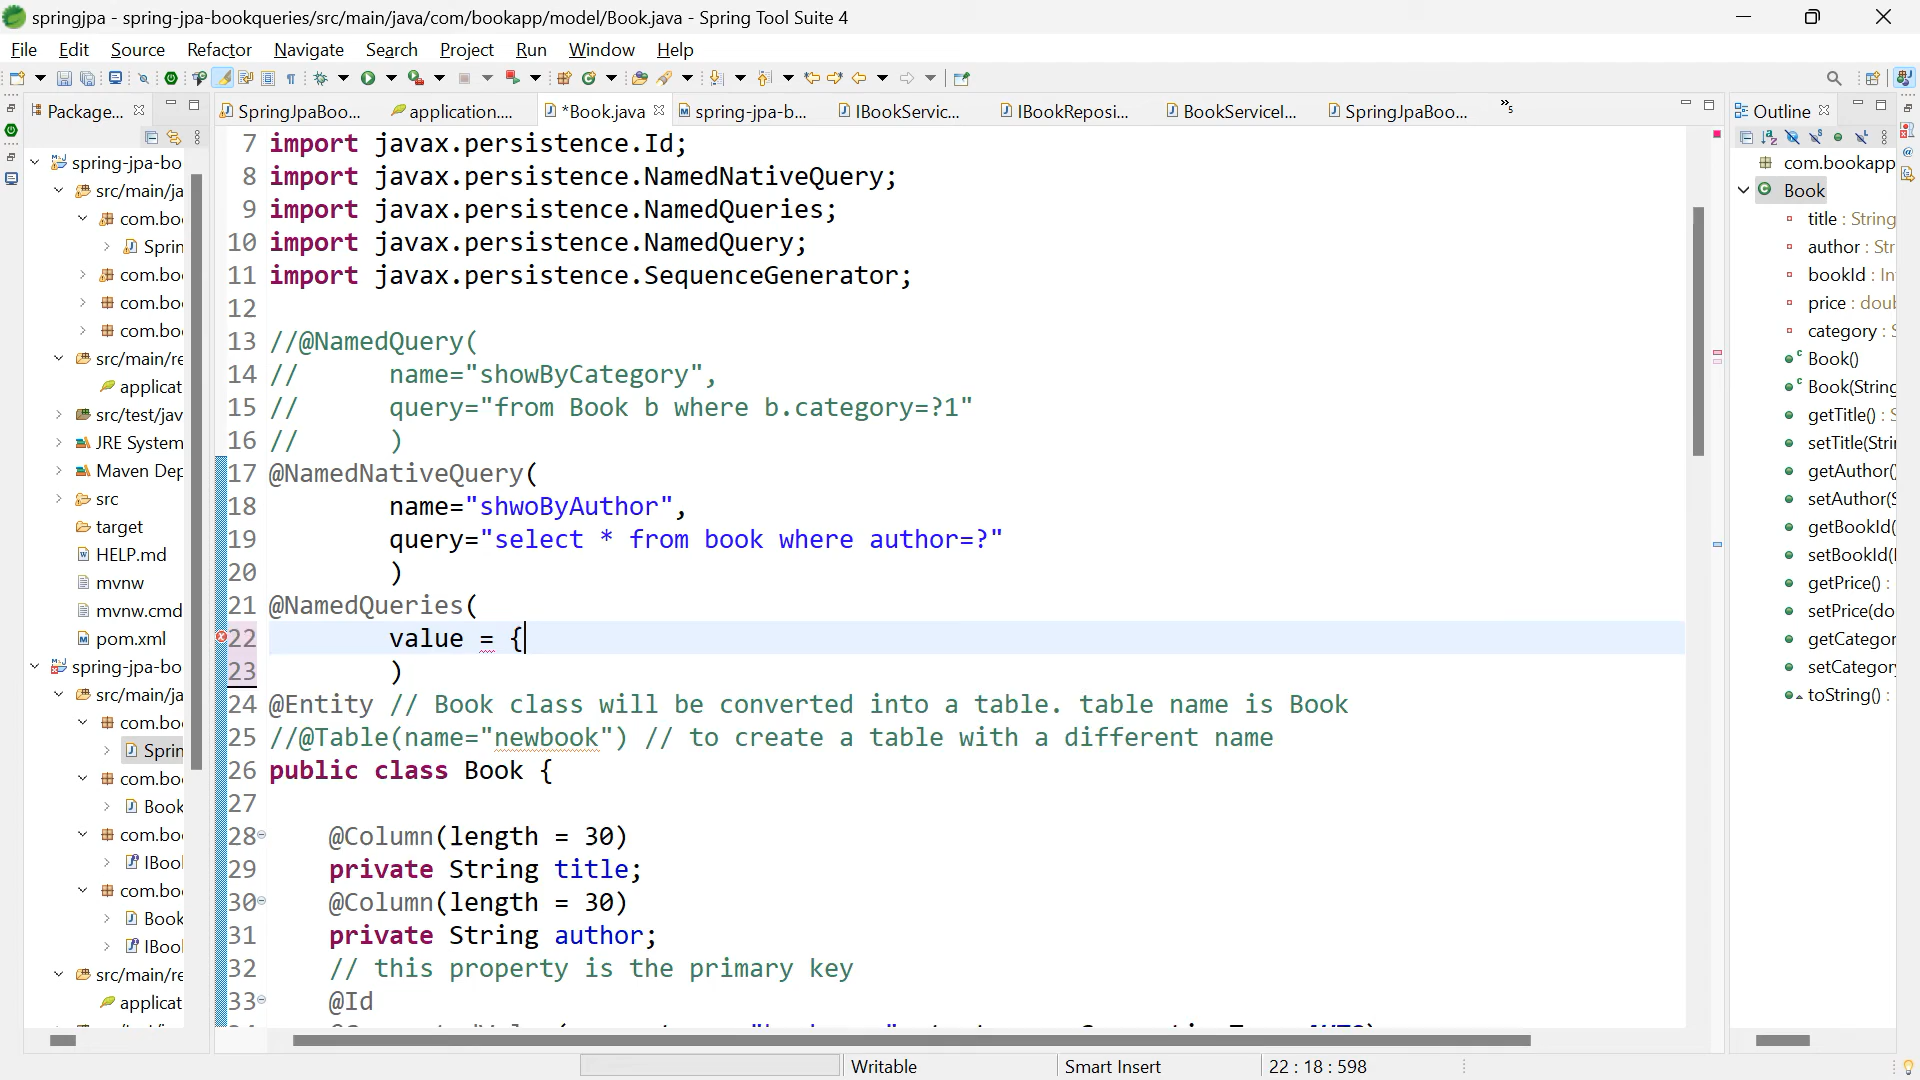 springjpa - spring-jpa-bookqueries/src/main/java/com/bookapp/model/Book.java - Spring Tool Suite 4
File Edit Source Refactor Navigate Search Project Run Window Help
Package... SpringJpaBoo... application.... *Book.java spring-jpa-b... IBookServic... IBookReposi... BookServiceI... SpringJpaBoo... »5 Outline
spring-jpa-bo
src/main/ja
com.bo
Sprin
com.bo
com.bo
com.bo
src/main/re
applicat
src/test/jav
JRE System
Maven Dep
src
target
HELP.md
mvnw
mvnw.cmd
pom.xml
spring-jpa-bo
src/main/ja
com.bo
Sprin
com.bo
Book
com.bo
IBool
com.bo
Book
IBool
src/main/re
applicat
7 import javax.persistence.Id;
8 import javax.persistence.NamedNativeQuery;
9 import javax.persistence.NamedQueries;
10 import javax.persistence.NamedQuery;
11 import javax.persistence.SequenceGenerator;
12
13 //@NamedQuery(
14 // name="showByCategory",
15 // query="from Book b where b.category=?1"
16 // )
17 @NamedNativeQuery(
18 name="shwoByAuthor",
19 query="select * from book where author=?"
20 )
21 @NamedQueries(
22 value = {
23 )
24 @Entity // Book class will be converted into a table. table name is Book
25 //@Table(name="newbook") // to create a table with a different name
26 public class Book {
27
28 @Column(length = 30)
29 private String title;
30 @Column(length = 30)
31 private String author;
32 // this property is the primary key
33 @Id
com.bookapp
Book
title : String
author : Str
bookId : In
price : doul
category : S
Book()
Book(String
getTitle() : S
setTitle(Stri
getAuthor()
setAuthor(S
getBookId(
setBookId(I
getPrice() :
setPrice(do
getCategor
setCategory
toString() :
Writable Smart Insert 22 : 18 : 598